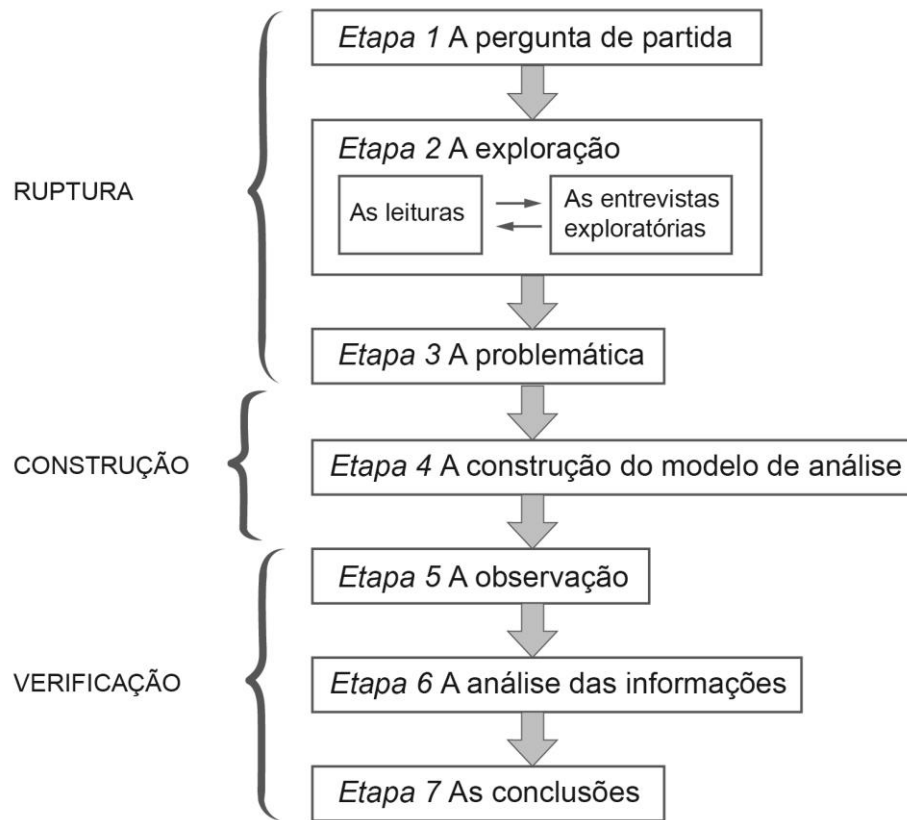 Etapa 1 A pergunta de partida
Etapa 2 A exploração
As leituras
As entrevistas
exploratórias
RUPTURA
Etapa 3 A problemática
CONSTRUÇÃO
Etapa 4 A construção do modelo de análise
Etapa 5 A observação
VERIFICAÇÃO
Etapa 6 A análise das informações
Etapa 7 As conclusões